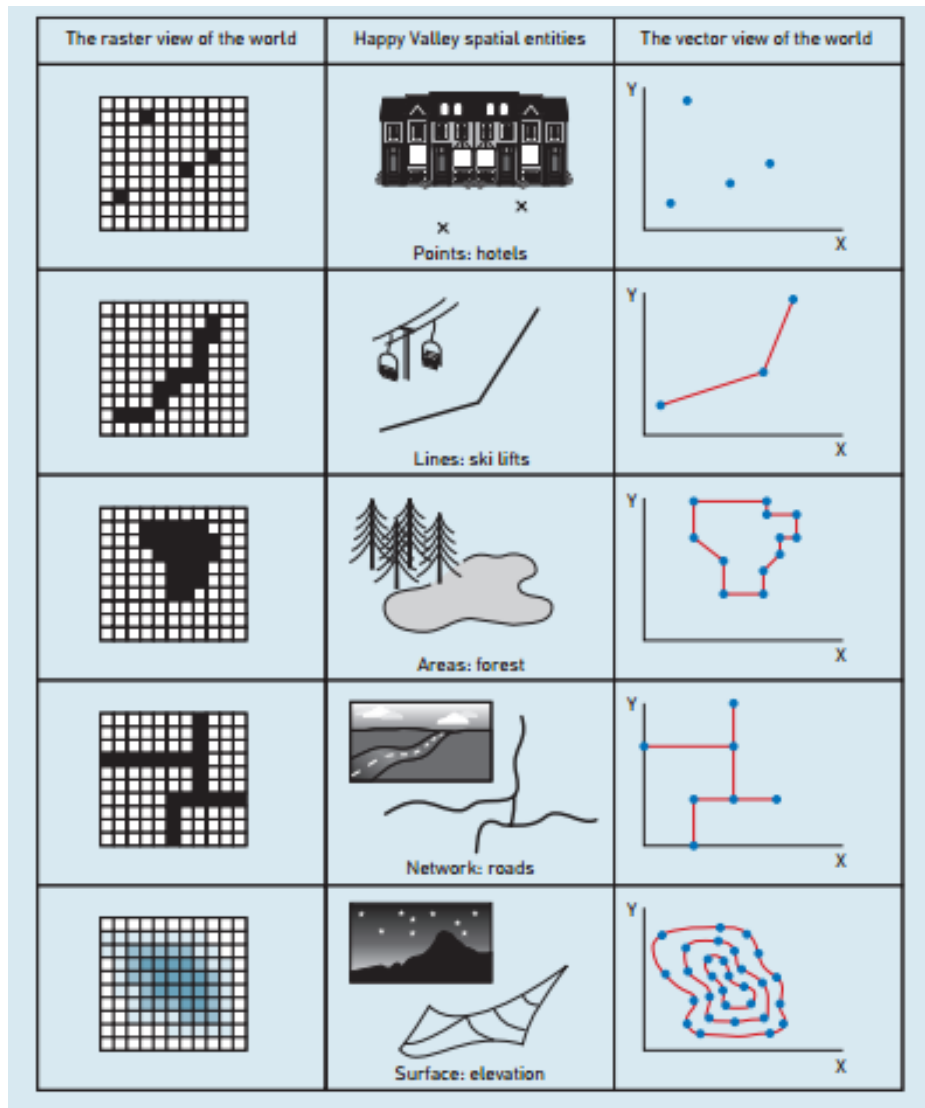 The raster view of the world
Happy Valley spatial entities
The vector view of the world
Y
X
Points: hotels
Y
X
Lines: ski lifts
Y
X
Areas: forest
Y
X
Network: roads
Y
X
Surface: elevation